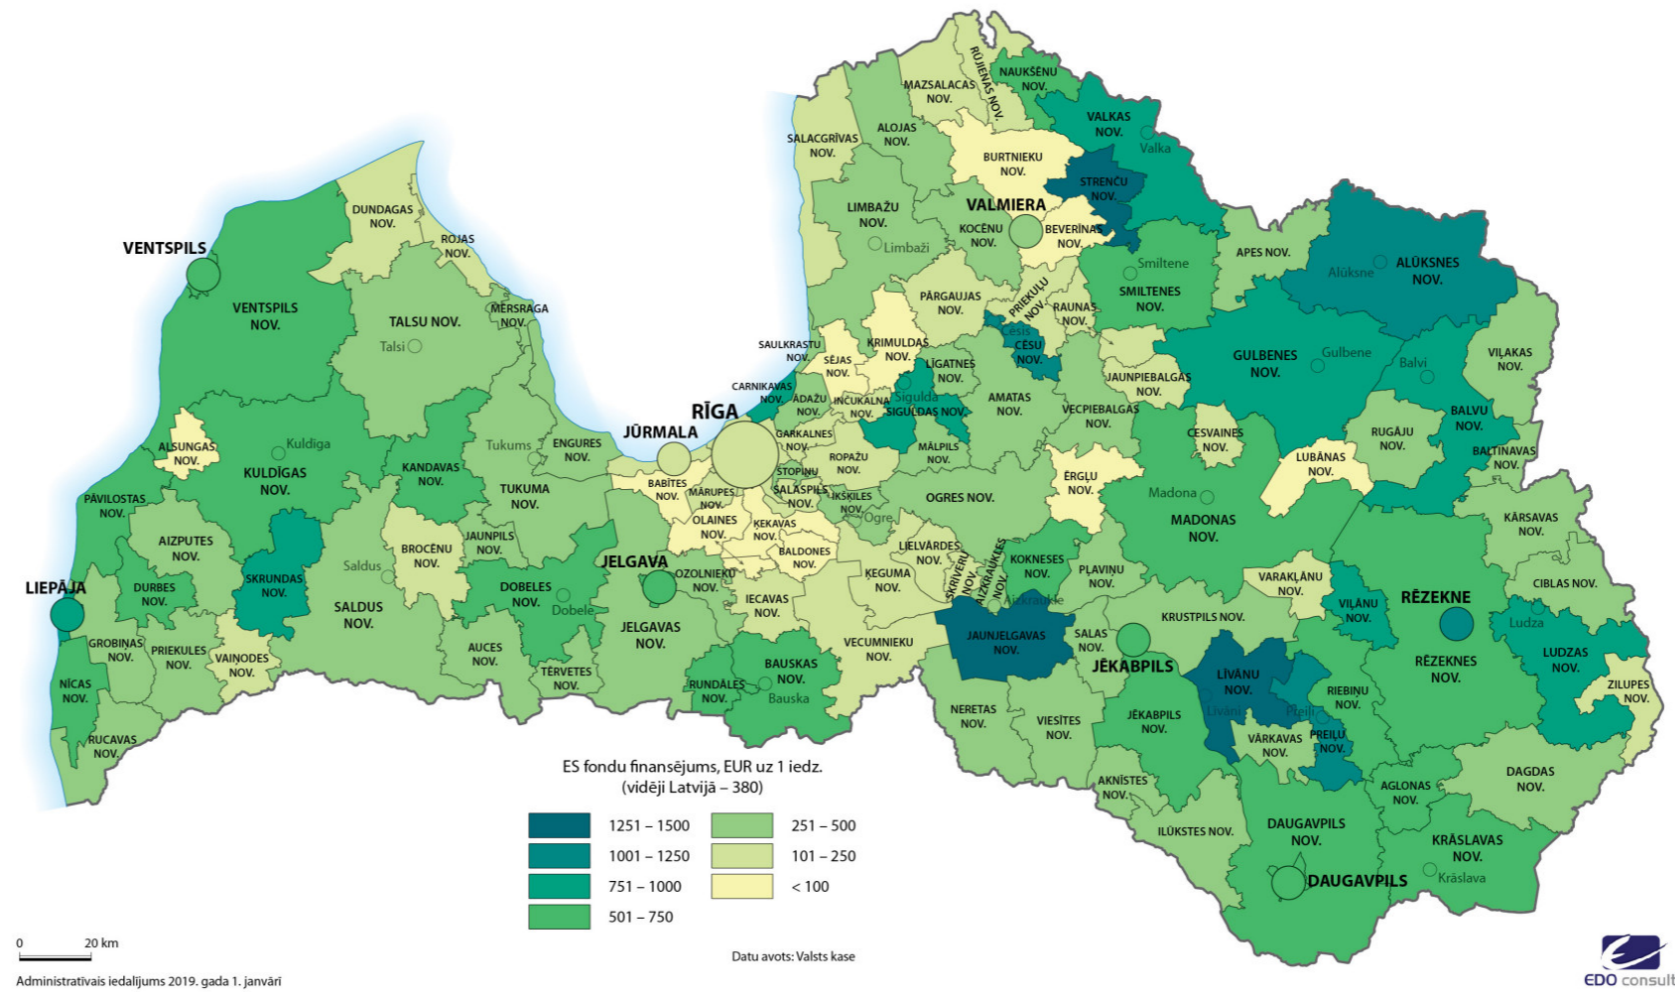 RŪJIENAS NOV.
NAUKŠĒNU
NOV.
MAZSALACAS
NOV.
VALKAS
NOV.
Valka
ALOJAS
NOV.
SALACGRĪVAS
NOV.
BURTNIEKU
NOV.
STRENČU
NOV.
VALMIERA
LIMBAŽU
NOV.
Limbaži
KOCĒNU
NOV.
BEVERĪNAS
NOV.
DUNDAGAS
NOV.
ROJAS
NOV.
VENTSPILS
VENTSPILS
NOV.
TALSU NOV.
Talsi
MĒRSRAGA
NOV.
APES NOV.
Alūksne
ALŪKSNES
NOV.
Smiltene
SMILTENES
NOV.
PĀRGAUJAS
NOV.
PRIEKUĻU
NOV.
RAUNAS
NOV.
Cēsis
CĒSU
NOV.
SAULKRASTU
NOV.
SĒJAS
NOV.
KRIMULDAS
NOV.
LĪGATNES
NOV.
GULBENES
NOV.
Gulbene
Balvi
VIĻAKAS
NOV.
JAUNPIEBALGAS
NOV.
CARNIKAVAS
NOV.
ĀDAŽU
NOV.
INČUKALNA
NOV.
Sigulda
SIGULDAS NOV.
AMATAS
NOV.
VECPIEBALGAS
NOV.
BALVU
NOV.
RĪGA
JŪRMALA
GARKALNES
NOV.
MĀLPILS
NOV.
CESVAINES
NOV.
RUGĀJU
NOV.
BALTINAVAS
NOV.
ALSUNGAS
NOV.
Kuldīga
KULDĪGAS
NOV.
KANDAVAS
NOV.
Tukums
ENGURES
NOV.
TUKUMA
NOV.
BABĪTES
NOV.
MĀRUPES
NOV.
STOPIŅU
NOV.
ROPAŽU
NOV.
SALASPILS
NOV.
IKŠĶILES
NOV.
Ogre
OGRES NOV.
ĒRGĻU
NOV.
LUBĀNAS
NOV.
Madona
MADONAS
NOV.
KĀRSAVAS
NOV.
PĀVILOSTAS
NOV.
AIZPUTES
NOV.
OLAINES
NOV.
ĶEKAVAS
NOV.
BALDONES
NOV.
LIELVĀRDES
NOV.
SKRĪVERU
NOV.
AIZKRAUKLES
NOV.
KOKNESES
NOV.
PĻAVIŅU
NOV.
BROCĒNU
NOV.
JAUNPILS
NOV.
Saldus
SALDUS
NOV.
SKRUNDAS
NOV.
DURBES
NOV.
LIEPĀJA
DOBELES
NOV.
Dobele
JELGAVA
OZOLNIEKU
NOV.
IECAVAS
NOV.
ĶEGUMA
NOV.
Aizkraukle
VARAKĻĀNU
NOV.
VIĻĀNU
NOV.
RĒZEKNE
CIBLAS NOV.
Ludza
LUDZAS
NOV.
KRUSTPILS NOV.
GROBIŅAS
NOV.
PRIEKULES
NOV.
VAIŅODES
NOV.
AUCES
NOV.
TĒRVETES
NOV.
JELGAVAS
NOV.
VECUMNIEKU
NOV.
JAUNJELGAVAS
NOV.
SALAS
NOV.
JĒKABPILS
LĪVĀNU
NOV.
Līvāni
Preiļi
RIEBIŅU
NOV.
RĒZEKNES
NOV.
ZILUPES
NOV.
NĪCAS
NOV.
RUCAVAS
NOV.
RUNDĀLES
NOV.
BAUSKAS
NOV.
Bauska
NERETAS
NOV.
VIESĪTES
NOV.
JĒKABPILS
NOV.
VĀRKAVAS
NOV.
PREIĻU
NOV.
AKNĪSTES
NOV.
AGLONAS
NOV.
DAGDAS
NOV.
ILŪKSTES NOV.
DAUGAVPILS
NOV.
KRĀSLAVAS
NOV.
Krāslava
DAUGAVPILS
ES fondu finansējums, EUR uz 1 iedz.
(vidēji Latvijā – 380)
1251 – 1500
1001 – 1250
751 – 1000
501 – 750
251 – 500
101 – 250
< 100
Datu avots: Valsts kase
0 20 km
Administratīvais iedalījums 2019. gada 1. janvārī
EDO consult